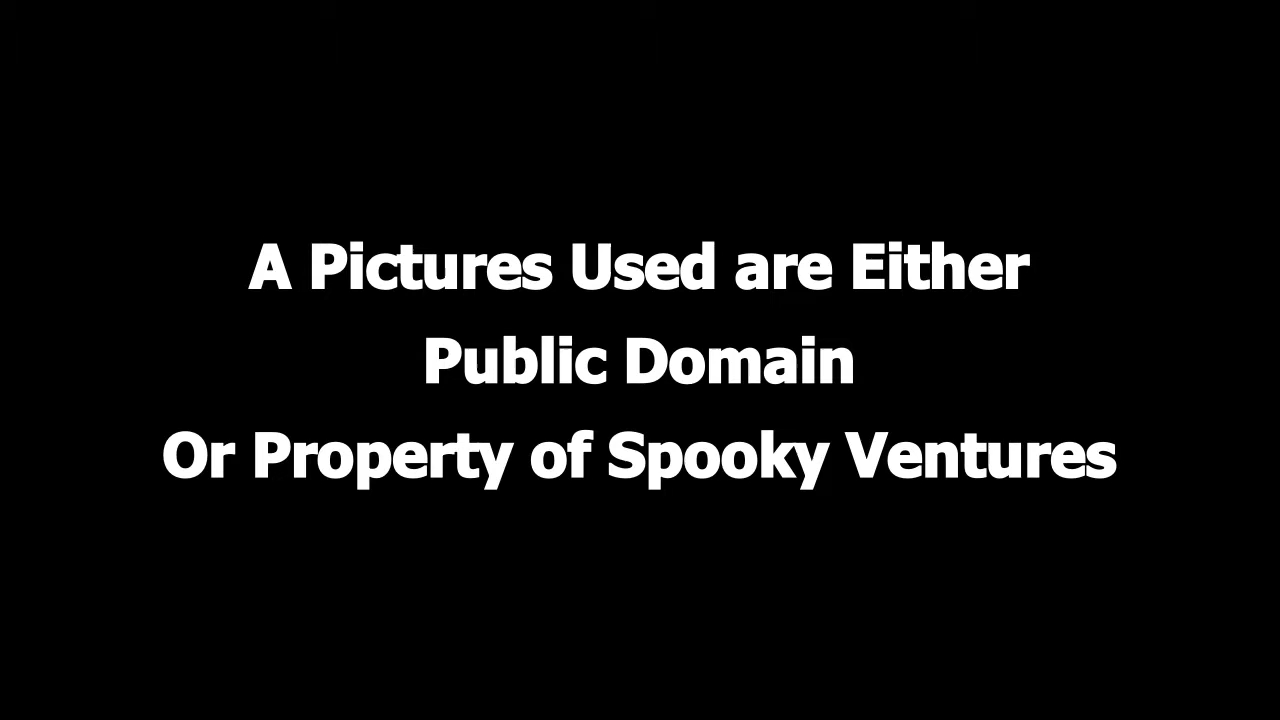 A Pictures Used are Either
Public Domain
Or Property of Spooky Ventures